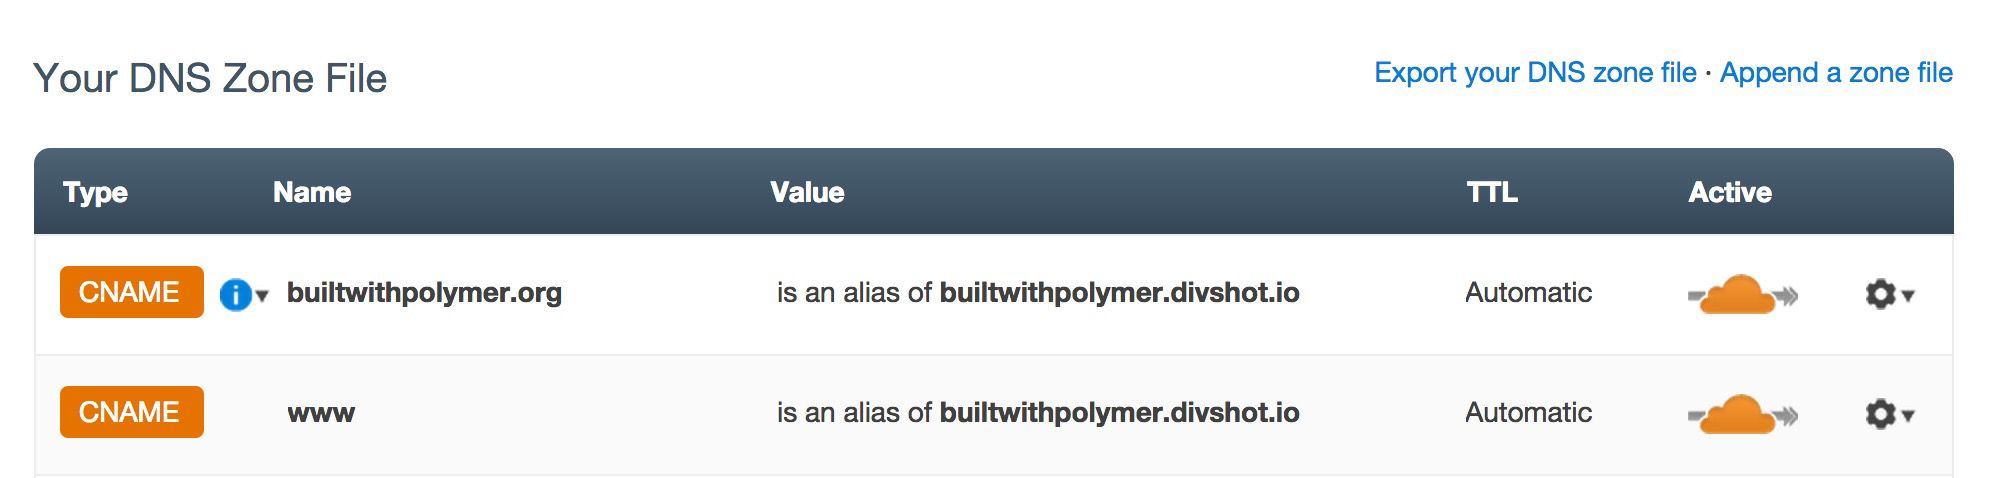 Your DNS Zone File
Export your DNS zone file · Append a zone file
Type Name Value TTL Active
CNAME i builtwithpolymer.org is an alias of builtwithpolymer.divshot.io Automatic
CNAME www is an alias of builtwithpolymer.divshot.io Automatic